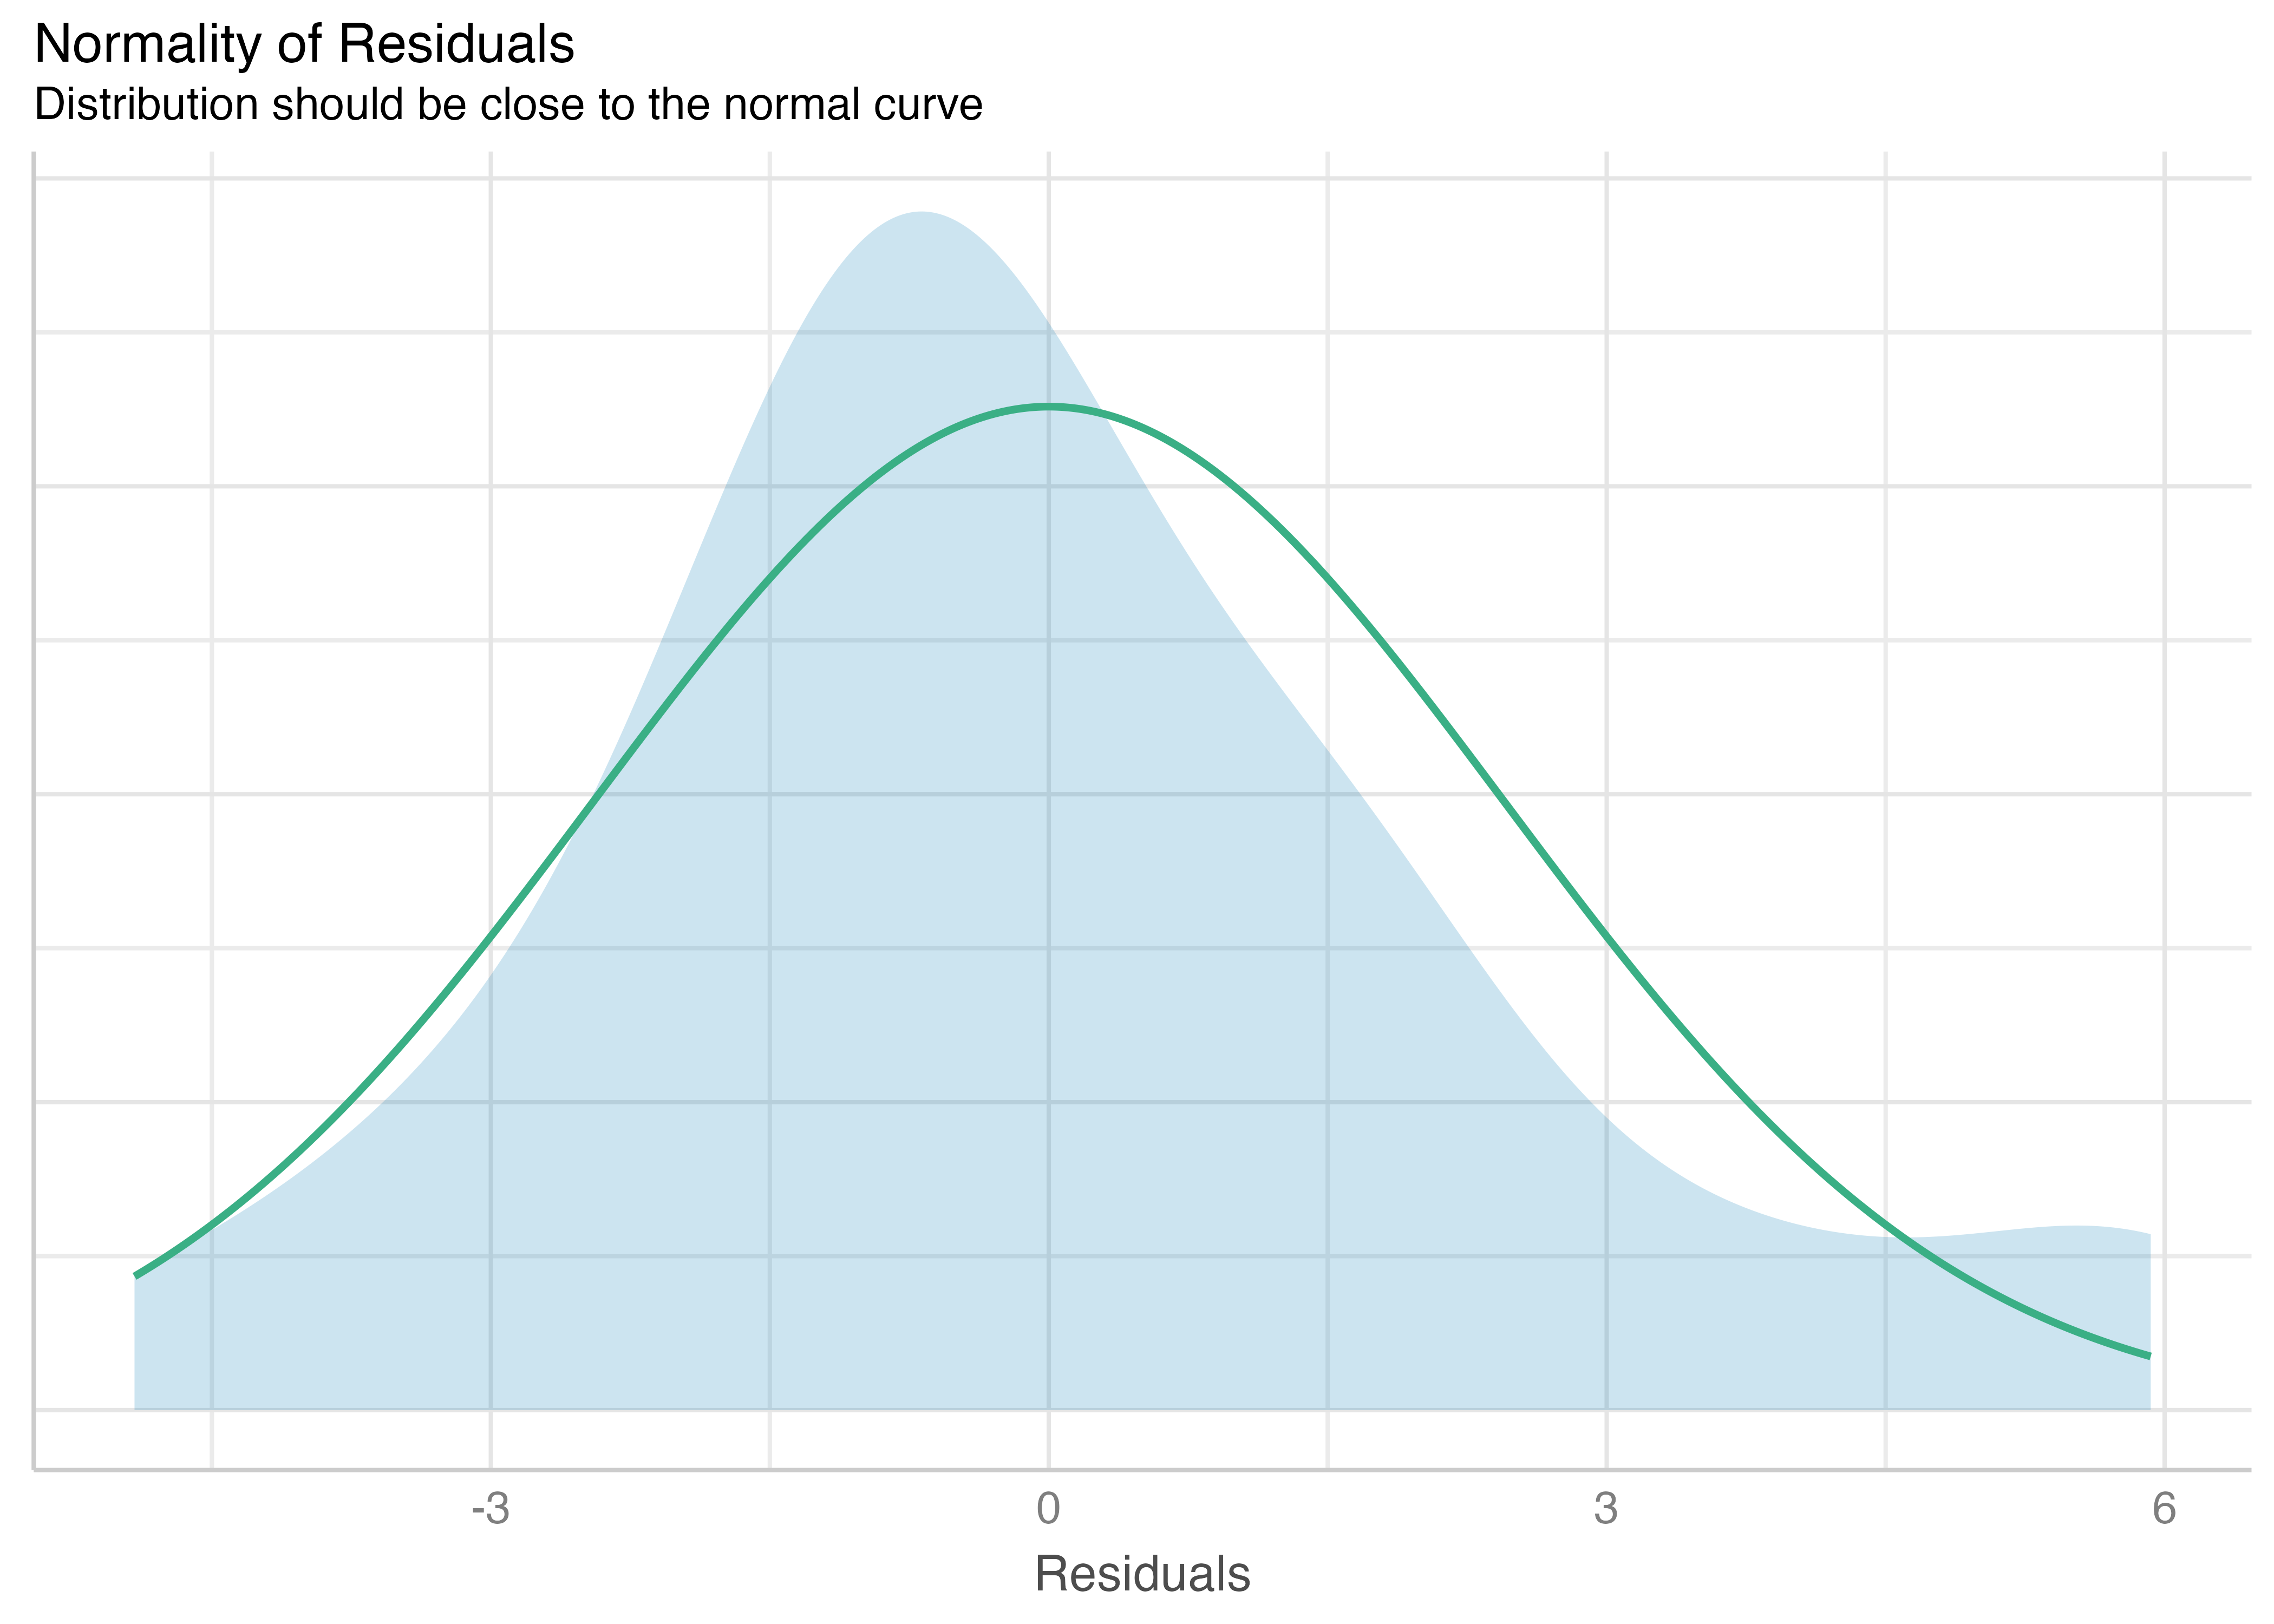 Normality of Residuals
Distribution should be close to the normal curve
-3 0 3 6
Residuals